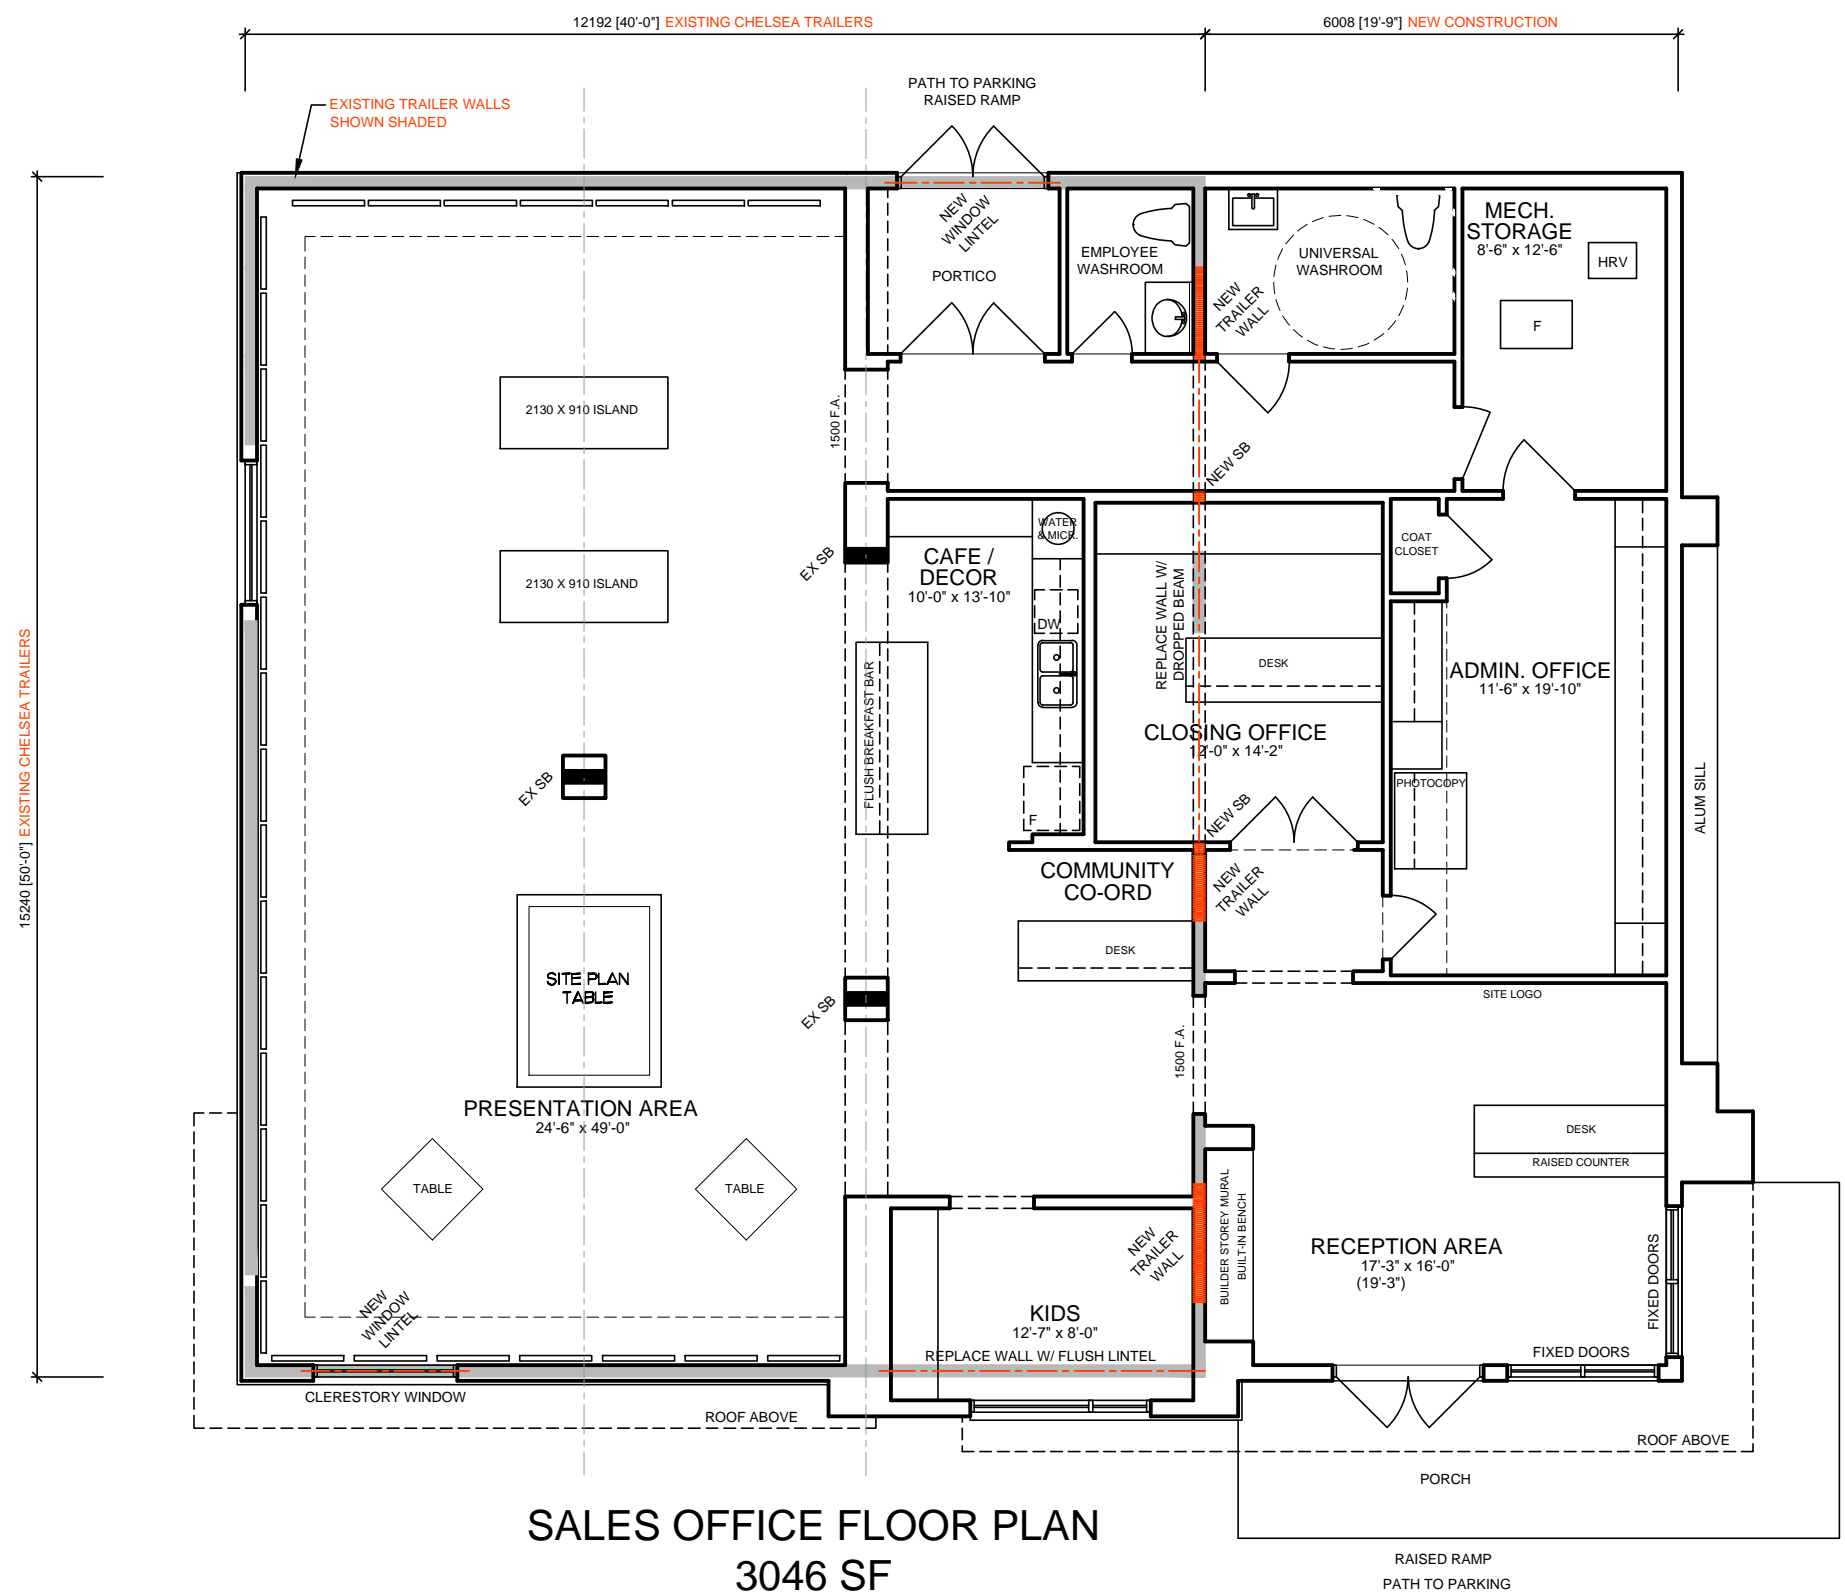 12192 [40'-0"] EXISTING CHELSEA TRAILERS
6008 [19'-9"] NEW CONSTRUCTION
PATH TO PARKING
RAISED RAMP
EXISTING TRAILER WALLS
SHOWN SHADED
NEW
WINDOW
LINTEL
PORTICO
EMPLOYEE
WASHROOM
UNIVERSAL
WASHROOM
NEW
TRAILER
WALL
MECH.
STORAGE
8'-6" x 12'-6"
HRV
F
2130 X 910 ISLAND
1500 F.A.
NEW SB
WATER
& MICR.
COAT
CLOSET
EX SB
CAFE /
DECOR
10'-0" x 13'-10"
2130 X 910 ISLAND
DW
REPLACE WALL W/
DROPPED BEAM
DESK
ADMIN. OFFICE
11'-6" x 19'-10"
15240 [50'-0"] EXISTING CHELSEA TRAILERS
FLUSH BREAKFAST BAR
CLOSING OFFICE
12'-0" x 14'-2"
EX SB
PHOTOCOPY
ALUM SILL
F
NEW SB
COMMUNITY
CO-ORD
NEW
TRAILER
WALL
DESK
SITE PLAN
TABLE
EX SB
SITE LOGO
1500 F.A.
PRESENTATION AREA
24'-6" x 49'-0"
DESK
RAISED COUNTER
TABLE
TABLE
BUILDER STOREY MURAL
BUILT-IN BENCH
NEW
TRAILER
WALL
RECEPTION AREA
17'-3" x 16'-0"
(19'-3")
FIXED DOORS
NEW
WINDOW
LINTEL
KIDS
12'-7" x 8'-0"
REPLACE WALL W/ FLUSH LINTEL
FIXED DOORS
CLERESTORY WINDOW
ROOF ABOVE
ROOF ABOVE
PORCH
SALES OFFICE FLOOR PLAN
3046 SF
RAISED RAMP
PATH TO PARKING